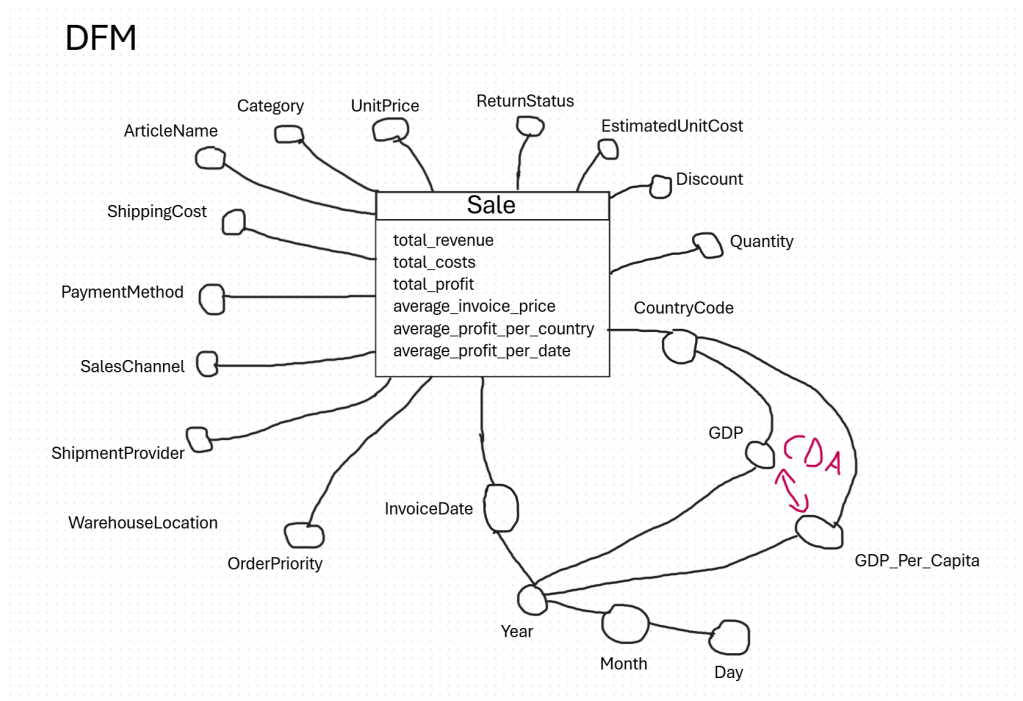 DFM
Category
UnitPrice
ReturnStatus
ArticleName
EstimatedUnitCost
Discount
ShippingCost
Sale
Quantity
total_revenue
total_costs
total_profit
average_invoice_price
average_profit_per_country
average_profit_per_date
PaymentMethod
CountryCode
SalesChannel
ShipmentProvider
GDP
CDA
WarehouseLocation
InvoiceDate
OrderPriority
GDP_Per_Capita
Year
Month
Day